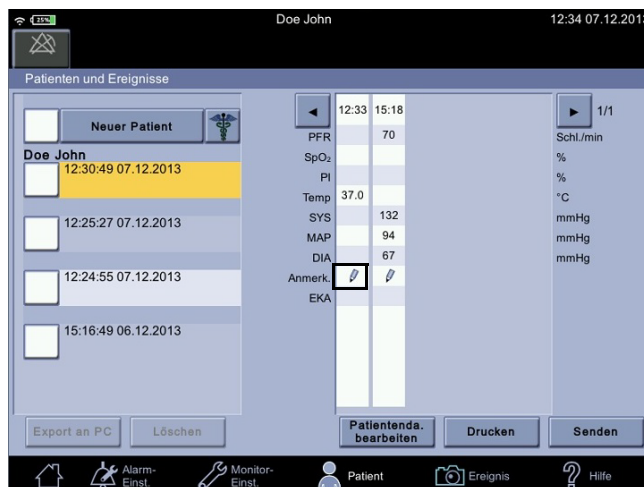 25%
Doe John
12:34 07.12.2013
Patienten und Ereignisse
Neuer Patient
Doe John
12:30:49 07.12.2013
12:25:27 07.12.2013
12:24:55 07.12.2013
15:16:49 06.12.2013
12:33 15:18
1/1
PFR 70 Schl./min
SpO₂ %
PI %
Temp 37.0 °C
SYS 132 mmHg
MAP 94 mmHg
DIA 67 mmHg
Anmerk.
EKA
Export an PC
Löschen
Patientenda.
bearbeiten
Drucken
Senden
Alarm-
Einst.
Monitor-
Einst.
Patient
Ereignis
Hilfe